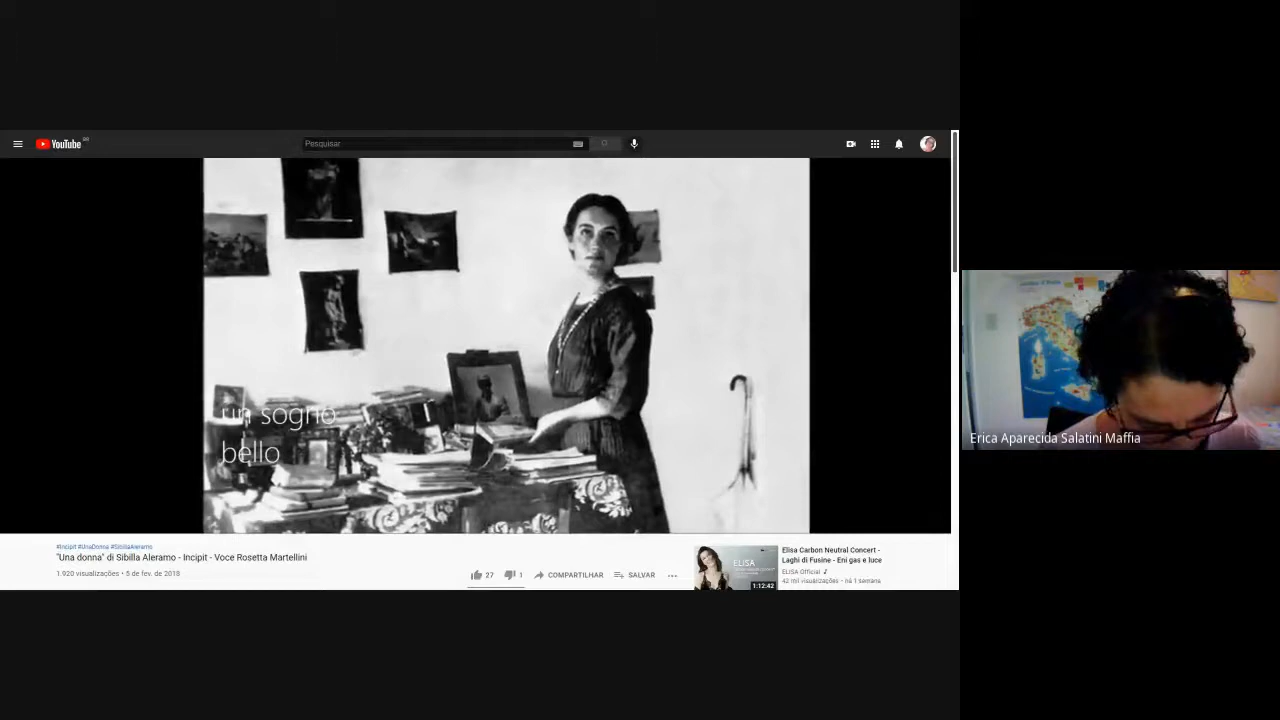 YouTube
BR
Pesquisar
un sogno
bello
#Incipit #UnaDonna #SibillaAleramo
"Una donna" di Sibilla Aleramo - Incipit - Voce Rosetta Martellini
1.920 visualizações • 5 de fev. de 2018
27
1
COMPARTILHAR
SALVAR
ELISA
1:12:42
Elisa Carbon Neutral Concert -
Laghi di Fusine - Eni gas e luce
ELISA Official
42 mil visualizações • há 1 semana
Erica Aparecida Salatini Maffia